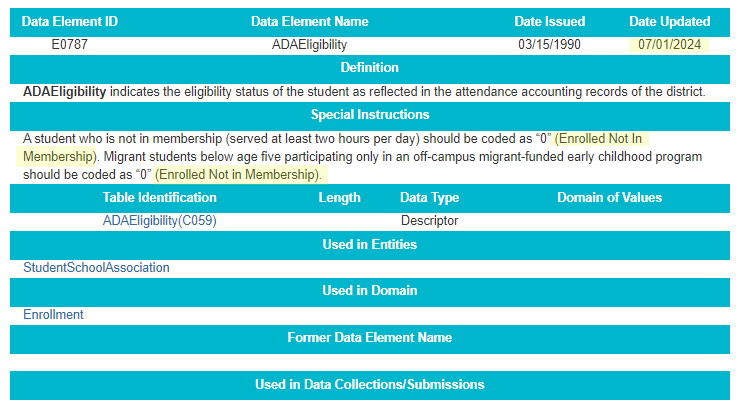 Data Element ID Data Element Name Date Issued Date Updated
E0787 ADAEligibility 03/15/1990 07/01/2024
Definition
ADAEligibility indicates the eligibility status of the student as reflected in the attendance accounting records of the district.
Special Instructions
A student who is not in membership (served at least two hours per day) should be coded as “0” (Enrolled Not In
Membership). Migrant students below age five participating only in an off-campus migrant-funded early childhood program
should be coded as “0” (Enrolled Not in Membership).
Table Identification Length Data Type Domain of Values
ADAEligibility(C059) Descriptor
Used in Entities
StudentSchoolAssociation
Used in Domain
Enrollment
Former Data Element Name
Used in Data Collections/Submissions